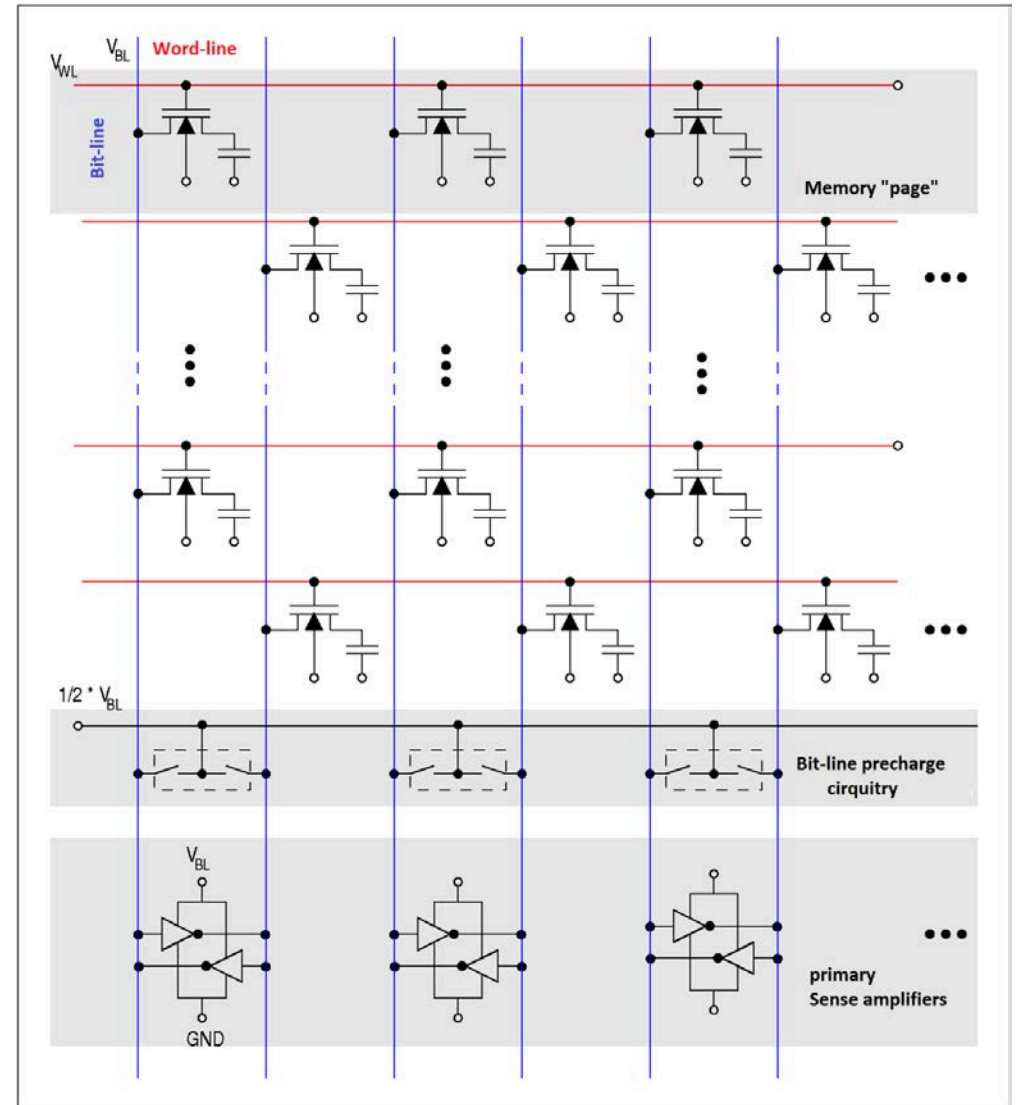 V_BL Word-line
V_WL
Bit-line
Memory "page"
1/2 * V_BL
Bit-line precharge
cirquitry
V_BL
primary
Sense amplifiers
GND